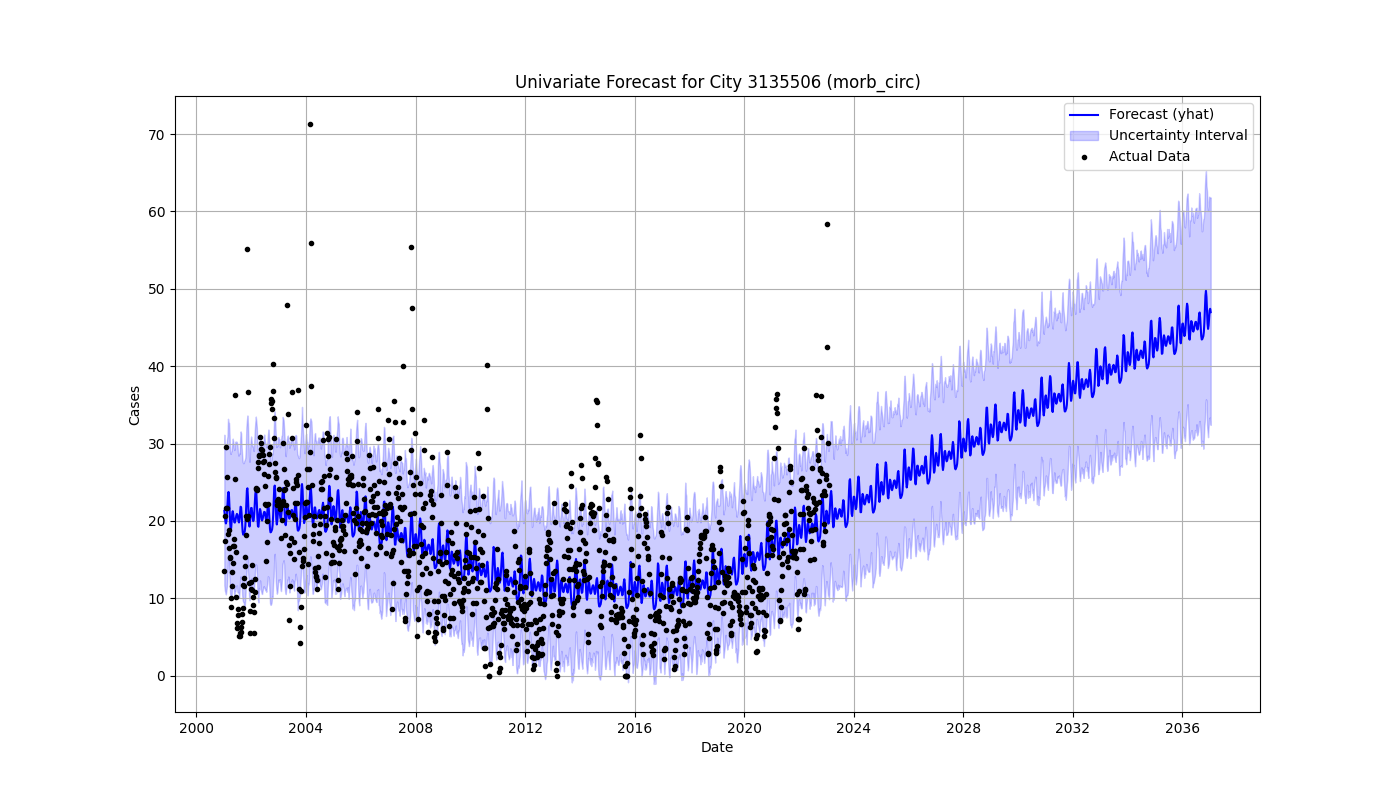 Univariate Forecast for City 3135506 (morb_circ)
Forecast (yhat)
Uncertainty Interval
Actual Data
Cases
70
60
50
40
30
20
10
0
2000 2004 2008 2012 2016 2020 2024 2028 2032 2036
Date